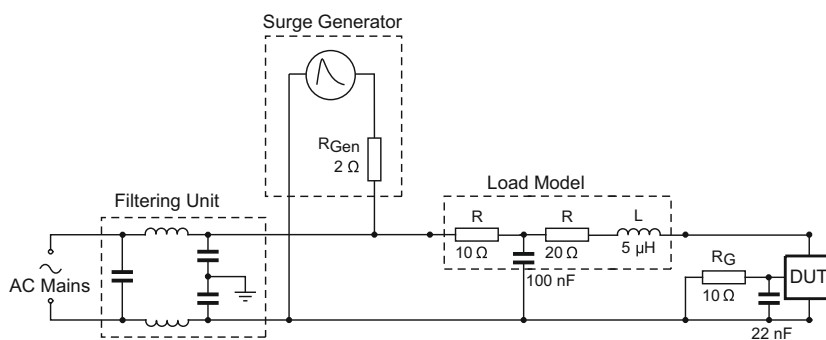 Surge Generator
RGen
2 Ω
Filtering Unit
Load Model
R
R
L
10 Ω
20 Ω
5 µH
AC Mains
100 nF
RG
10 Ω
DUT
22 nF